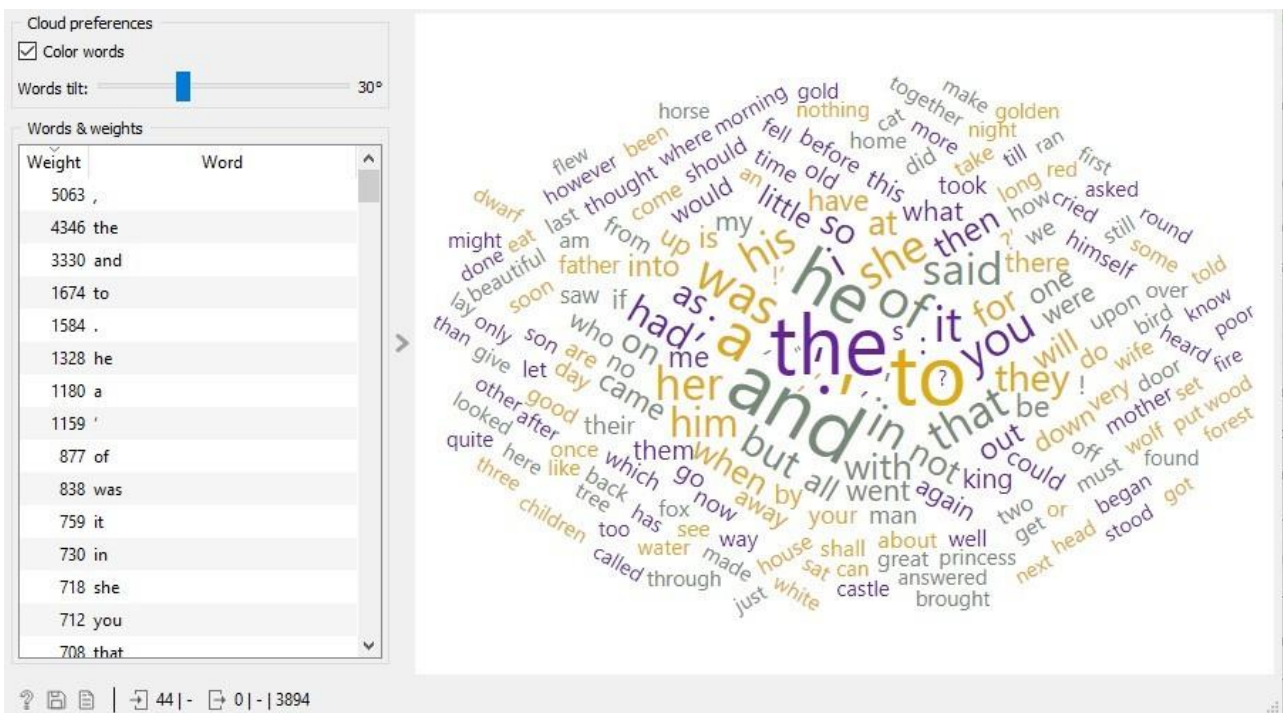 Cloud preferences
Color words
Words tilt: 30°
Words & weights
Weight Word
5063 ,
4346 the
3330 and
1674 to
1584 .
1328 he
1180 a
1159 '
877 of
838 was
759 it
730 in
718 she
712 you
708 that
44 | - 0 | - | 3894
horse morning gold nothing together make golden
flew however been thought where fell before cat more night
home did take till ran first
dwarf last come should time old this took long red asked
might eat from would an little so have at what then how cried round
done beautiful am up is my his i she ?' we himself still some told
lay soon father into !' was he of said there one were upon over know
saw if as . the s : it for you bird poor
than only son who on had ' a to ? will do wife heard fire
give let are no me her and they ! very door
other after day came him in that be down mother set
looked good their but all with not out off wolf put wood
quite here once like them when by went again king could must found forest
three back which go away your man two or began got
children tree has fox now see way get head stood
too water made house shall about well next
called through just sat can great princess
white castle answered
brought